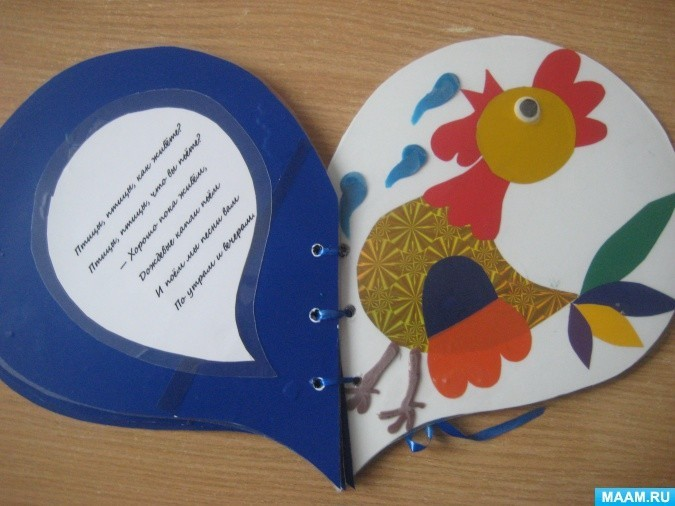 Птицы, птицы, как живёте?
Птицы, птицы, что вы поёте?
– Хорошо пока живём,
Дождевые капли пьём
И поём мы песни вам
По утрам и вечерам.
MAAM.RU